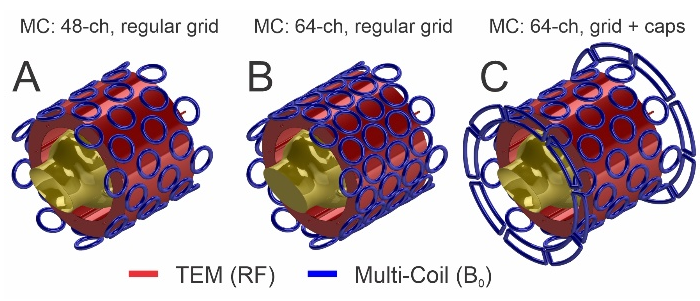 MC: 48-ch, regular grid
MC: 64-ch, regular grid
MC: 64-ch, grid + caps
A
B
C
TEM (RF)
Multi-Coil (B₀)